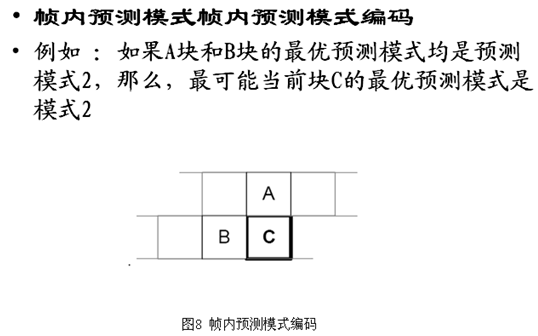 • 帧内预测模式帧内预测模式编码
• 例如 ： 如果A块和B块的最优预测模式均是预测
模式2，那么，最可能当前块C的最优预测模式是
模式2
A
B C
图8 帧内预测模式编码